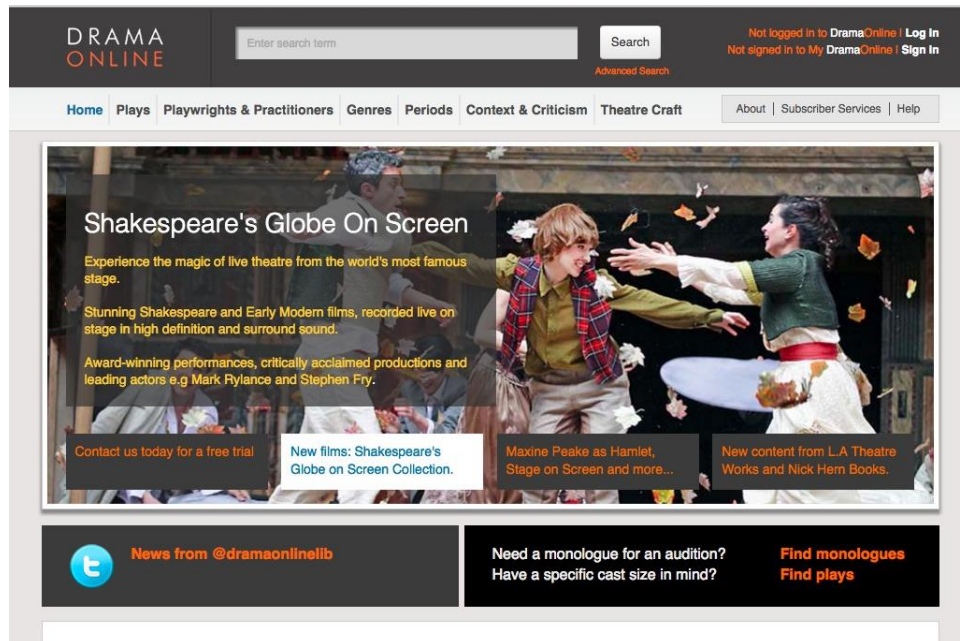 DRAMA
ONLINE
Enter search term
Search
Advanced Search
Not logged in to DramaOnline | Log In
Not signed in to My DramaOnline | Sign In
Home Plays Playwrights & Practitioners Genres Periods Context & Criticism Theatre Craft
About | Subscriber Services | Help
Shakespeare's Globe On Screen
Experience the magic of live theatre from the world's most famous
stage.
Stunning Shakespeare and Early Modern films, recorded live on
stage in high definition and surround sound.
Award-winning performances, critically acclaimed productions and
leading actors e.g Mark Rylance and Stephen Fry.
Contact us today for a free trial
New films: Shakespeare's
Globe on Screen Collection.
Maxine Peake as Hamlet,
Stage on Screen and more...
New content from L.A Theatre
Works and Nick Hern Books.
News from @dramaonlinelib
Need a monologue for an audition?
Have a specific cast size in mind?
Find monologues
Find plays